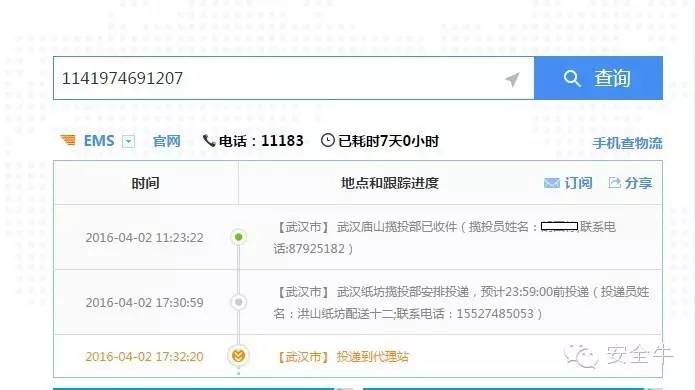 1141974691207
查询
EMS 官网 电话：11183 已耗时7天0小时 手机查物流
时间 地点和跟踪进度 订阅 分享
2016-04-02 11:23:22 【武汉市】 武汉庙山揽投部已收件（揽投员姓名： 联系电
话:87925182）
2016-04-02 17:30:59 【武汉市】 武汉纸坊揽投部安排投递，预计23:59:00前投递（投递员姓
名：洪山纸坊配送十二;联系电话：15527485053）
2016-04-02 17:32:20 【武汉市】 投递到代理站
安全牛